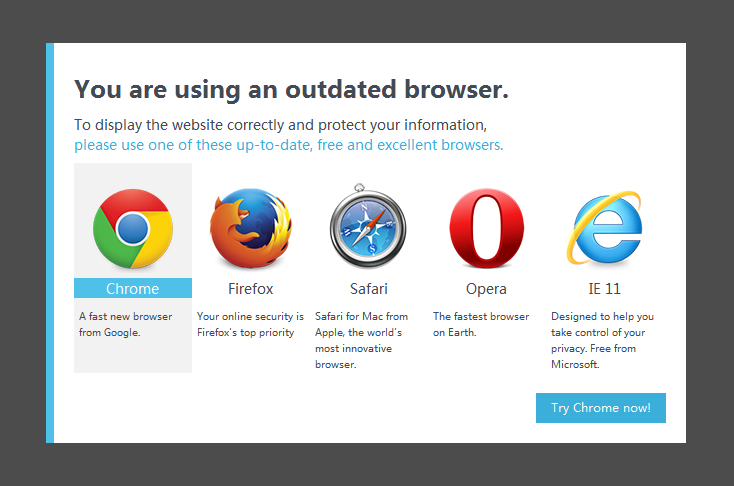 You are using an outdated browser.
To display the website correctly and protect your information,
please use one of these up-to-date, free and excellent browsers.
Chrome
A fast new browser
from Google.
Firefox
Your online security is
Firefox's top priority
Safari
Safari for Mac from
Apple, the world's
most innovative
browser.
Opera
The fastest browser
on Earth.
IE 11
Designed to help you
take control of your
privacy. Free from
Microsoft.
Try Chrome now!